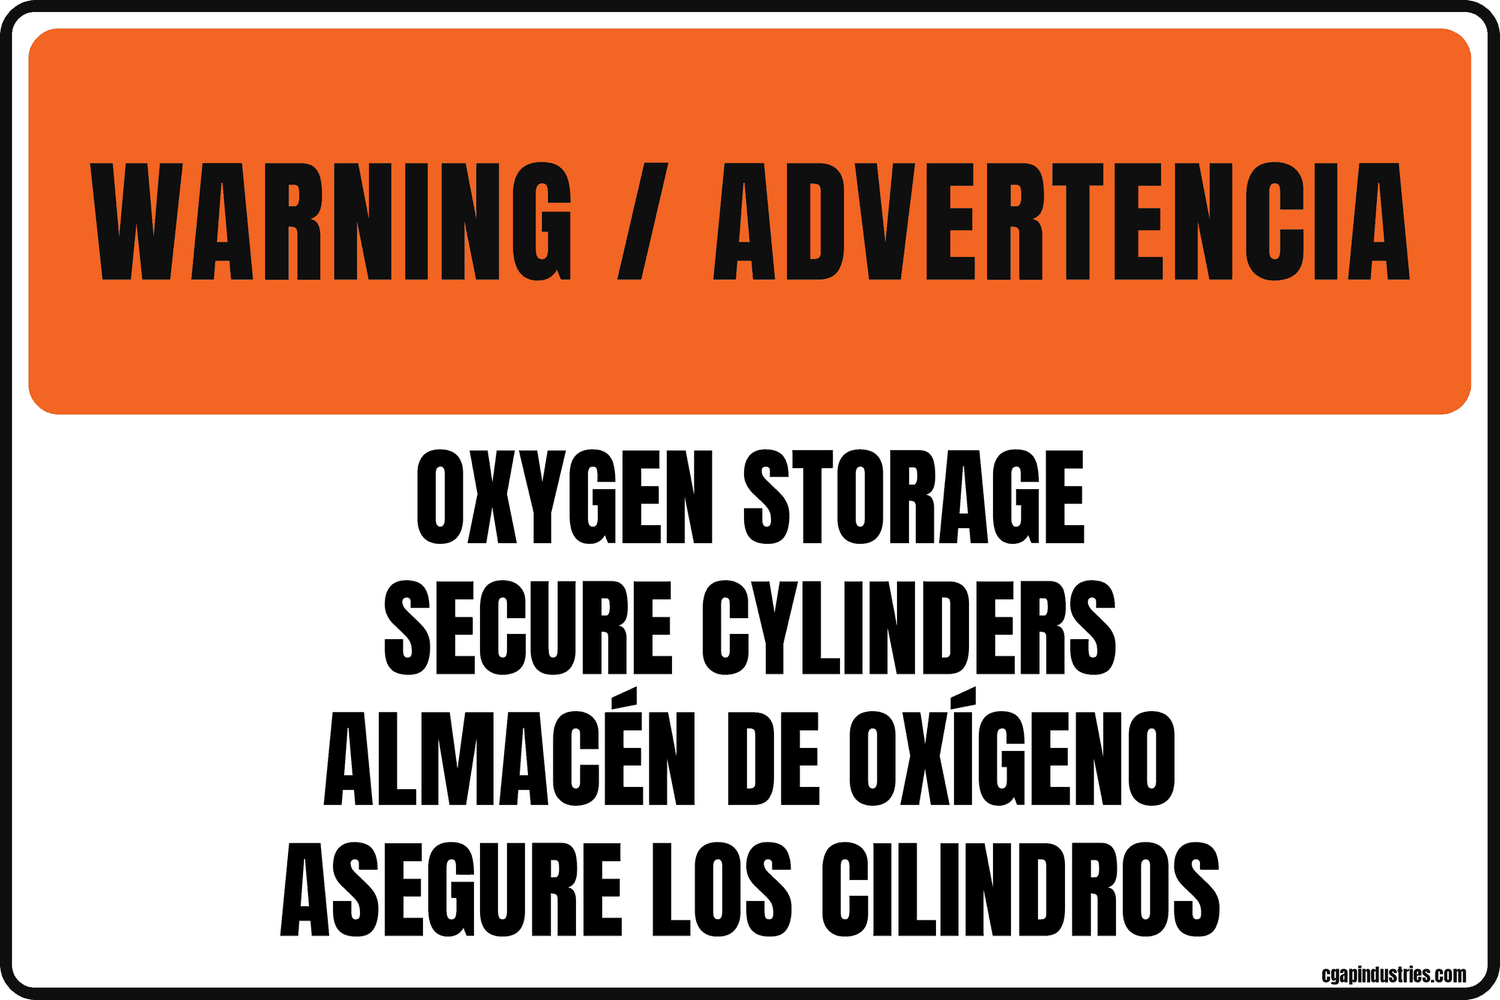 WARNING / ADVERTENCIA
OXYGEN STORAGE
SECURE CYLINDERS
ALMACÉN DE OXÍGENO
ASEGURE LOS CILINDROS
cgapindustries.com